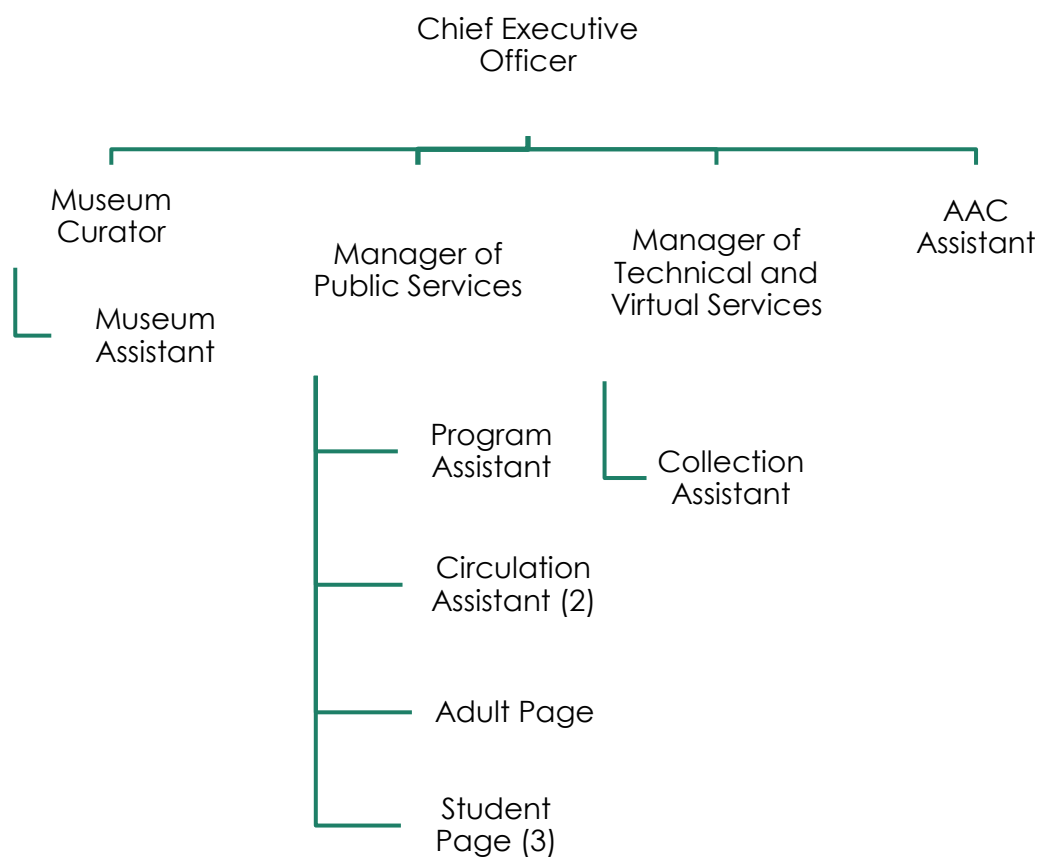 Chief Executive
Officer
Museum
Curator
Manager of
Public Services
Manager of
Technical and
Virtual Services
AAC
Assistant
Museum
Assistant
Program
Assistant
Circulation
Assistant (2)
Adult Page
Student
Page (3)
Collection
Assistant